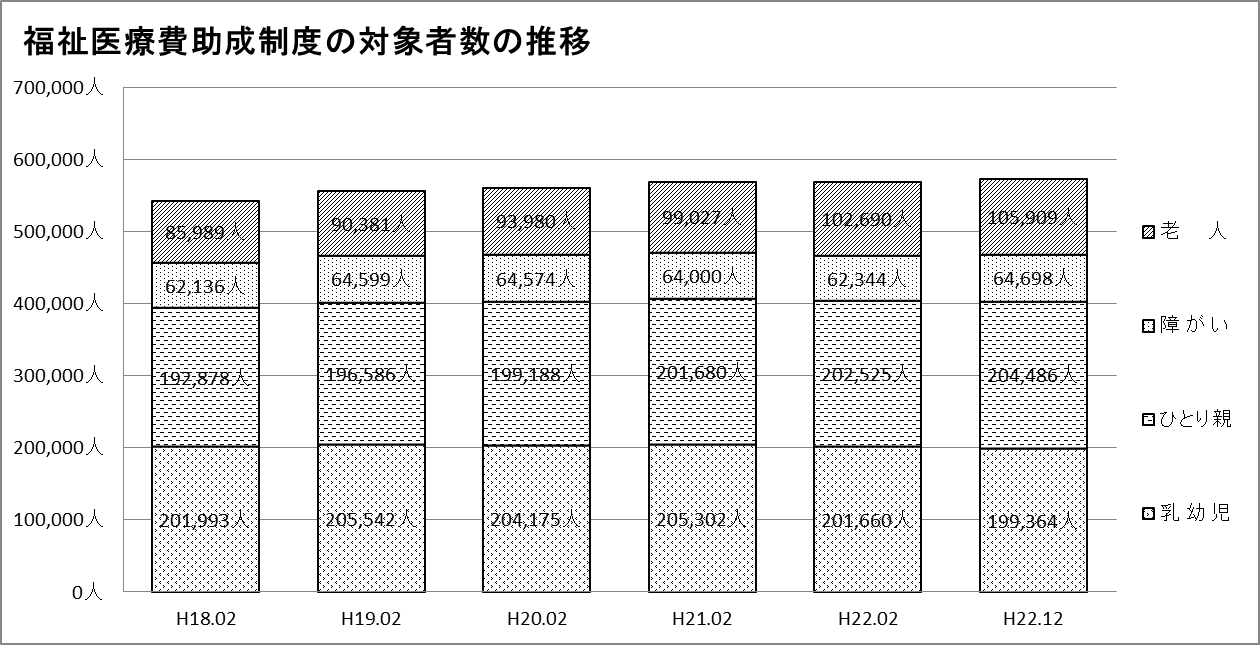 福祉医療費助成制度の対象者数の推移
700,000人
600,000人
500,000人
400,000人
300,000人
200,000人
100,000人
0人
85,989人
90,381人
93,980人
99,027人
102,690人
105,909人
62,136人
64,599人
64,574人
64,000人
62,344人
64,698人
192,878人
196,586人
199,188人
201,680人
202,525人
204,486人
201,993人
205,542人
204,175人
205,302人
201,660人
199,364人
H18.02
H19.02
H20.02
H21.02
H22.02
H22.12
老　人
障がい
ひとり親
乳幼児